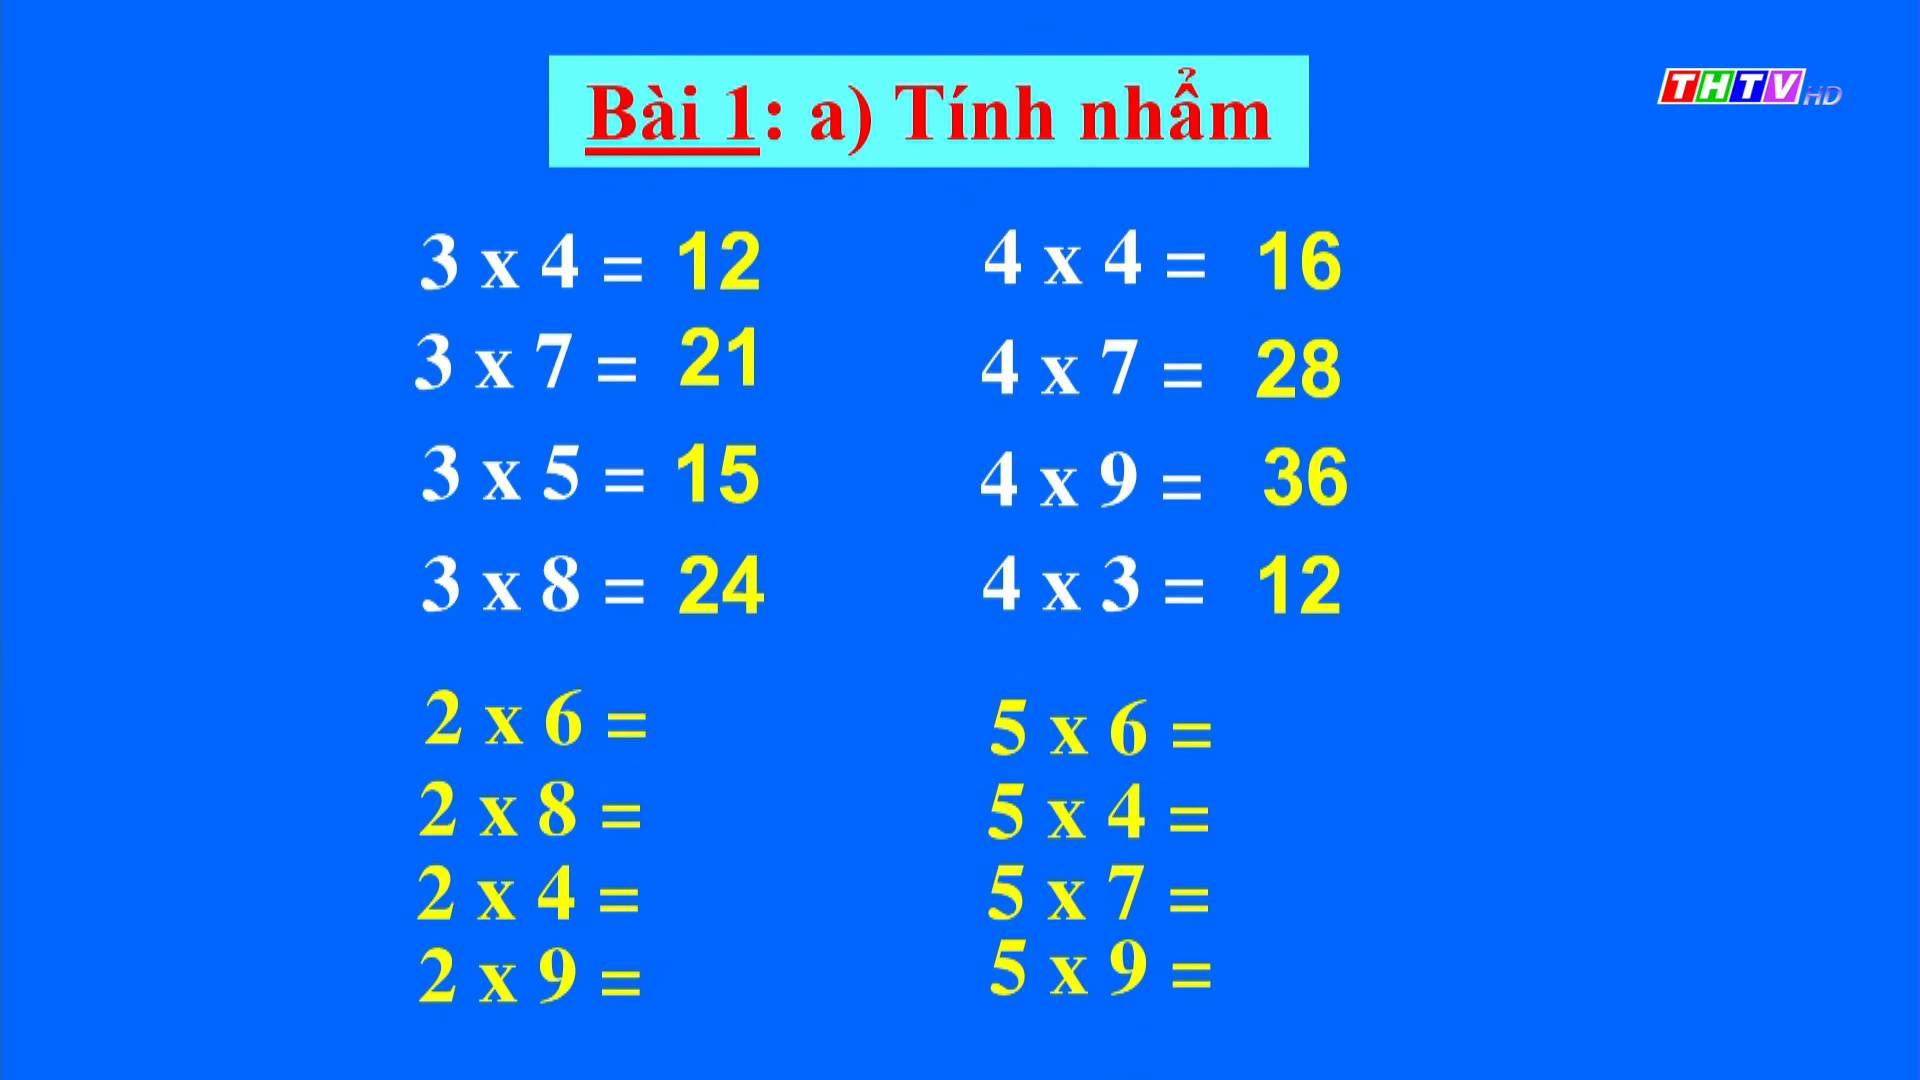 THTV HD
Bài 1: a) Tính nhẩm
3 x 4 = 12
3 x 7 = 21
3 x 5 = 15
3 x 8 = 24
4 x 4 = 16
4 x 7 = 28
4 x 9 = 36
4 x 3 = 12
2 x 6 =
2 x 8 =
2 x 4 =
2 x 9 =
5 x 6 =
5 x 4 =
5 x 7 =
5 x 9 =